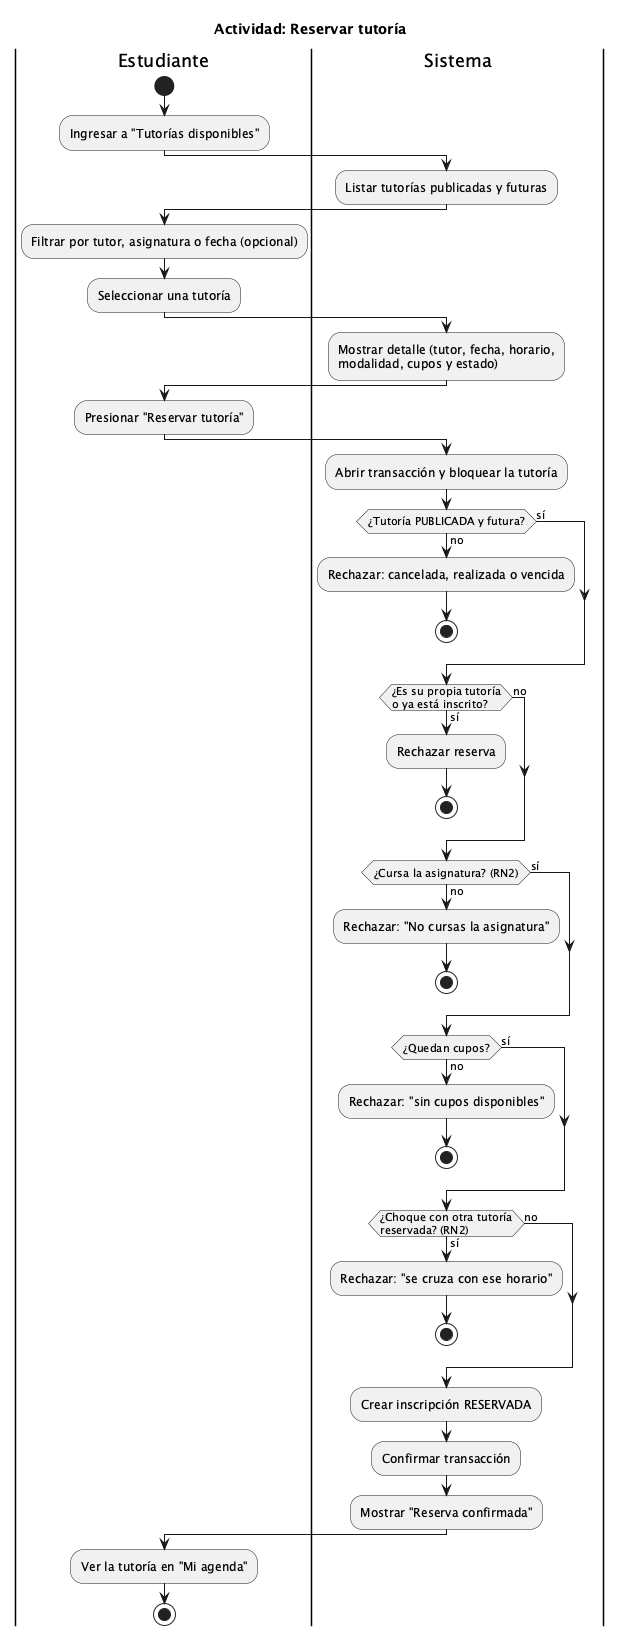 Actividad: Reservar tutoría
Estudiante
Sistema
Ingresar a "Tutorías disponibles"
Listar tutorías publicadas y futuras
Filtrar por tutor, asignatura o fecha (opcional)
Seleccionar una tutoría
Mostrar detalle (tutor, fecha, horario,
modalidad, cupos y estado)
Presionar "Reservar tutoría"
Abrir transacción y bloquear la tutoría
¿Tutoría PUBLICADA y futura?
sí
no
Rechazar: cancelada, realizada o vencida
¿Es su propia tutoría
o ya está inscrito?
no
sí
Rechazar reserva
¿Cursa la asignatura? (RN2)
sí
no
Rechazar: "No cursas la asignatura"
¿Quedan cupos?
sí
no
Rechazar: "sin cupos disponibles"
¿Choque con otra tutoría
reservada? (RN2)
no
sí
Rechazar: "se cruza con ese horario"
Crear inscripción RESERVADA
Confirmar transacción
Mostrar "Reserva confirmada"
Ver la tutoría en "Mi agenda"